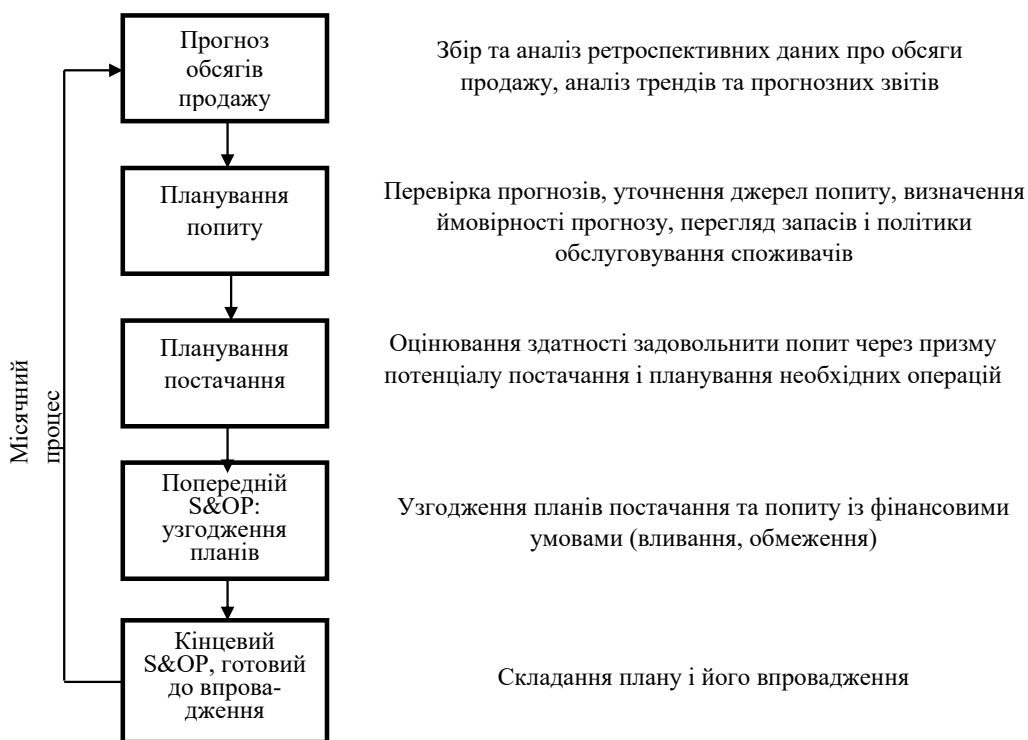 Прогноз
обсягів
продажу
Збір та аналіз ретроспективних даних про обсяги
продажу, аналіз трендів та прогнозних звітів
Планування
попиту
Перевірка прогнозів, уточнення джерел попиту, визначення
ймовірності прогнозу, перегляд запасів і політики
обслуговування споживачів
Планування
постачання
Оцінювання здатності задовольнити попит через призму
потенціалу постачання і планування необхідних операцій
Місячний
процес
Попередній
S&OP:
узгодження
планів
Узгодження планів постачання та попиту із фінансовими
умовами (вливання, обмеження)
Кінцевий
S&OP, готовий
до впрова-
дження
Складання плану і його впровадження